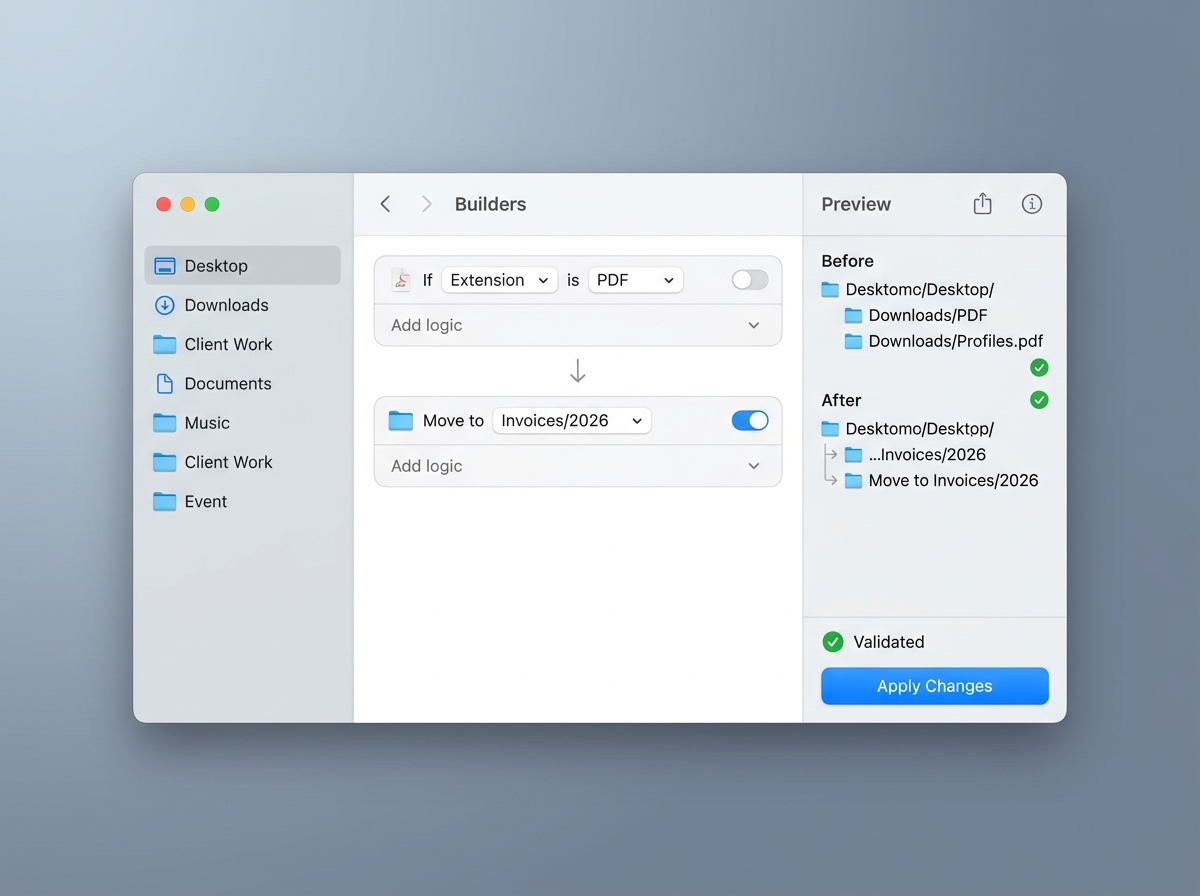 Desktop
Downloads
Client Work
Documents
Music
Client Work
Event
Builders
If Extension is PDF
Add logic
Move to Invoices/2026
Add logic
Preview
Before
Desktomc/Desktop/
Downloads/PDF
Downloads/Profiles.pdf
After
Desktomo/Desktop/
...Invoices/2026
Move to Invoices/2026
Validated
Apply Changes